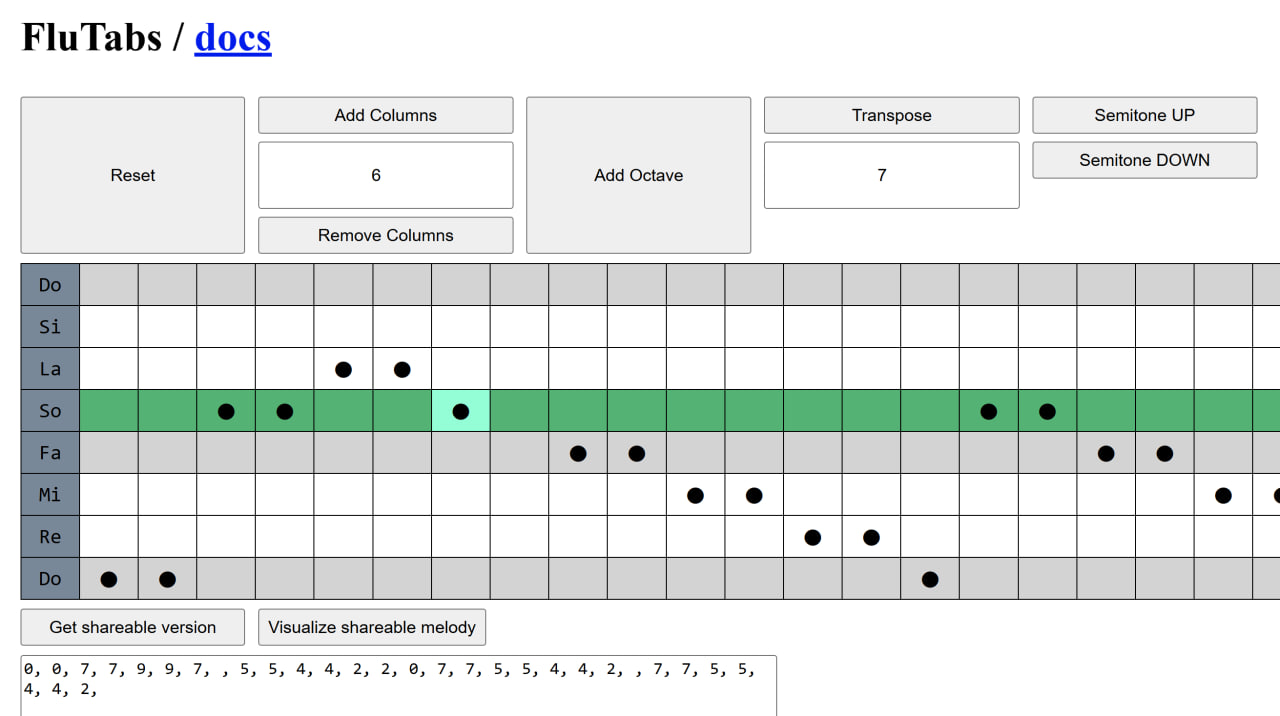 FluTabs / docs
Reset
Add Columns
6
Remove Columns
Add Octave
Transpose
7
Semitone UP
Semitone DOWN
Do
Si
La
So
Fa
Mi
Re
Do
Get shareable version
Visualize shareable melody
0, 0, 7, 7, 9, 9, 7, , 5, 5, 4, 4, 2, 2, 0, 7, 7, 5, 5, 4, 4, 2, , 7, 7, 5, 5,
4, 4, 2,